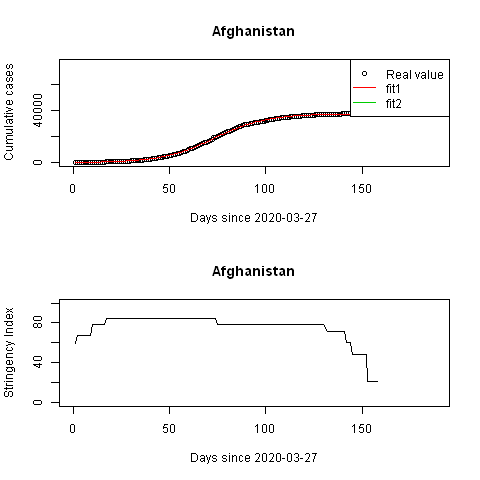 Afghanistan
Cumulative cases
40000
0
Real value
fit1
fit2
0 50 100 150
Days since 2020-03-27
Afghanistan
Stringency Index
80
40
0
0 50 100 150
Days since 2020-03-27